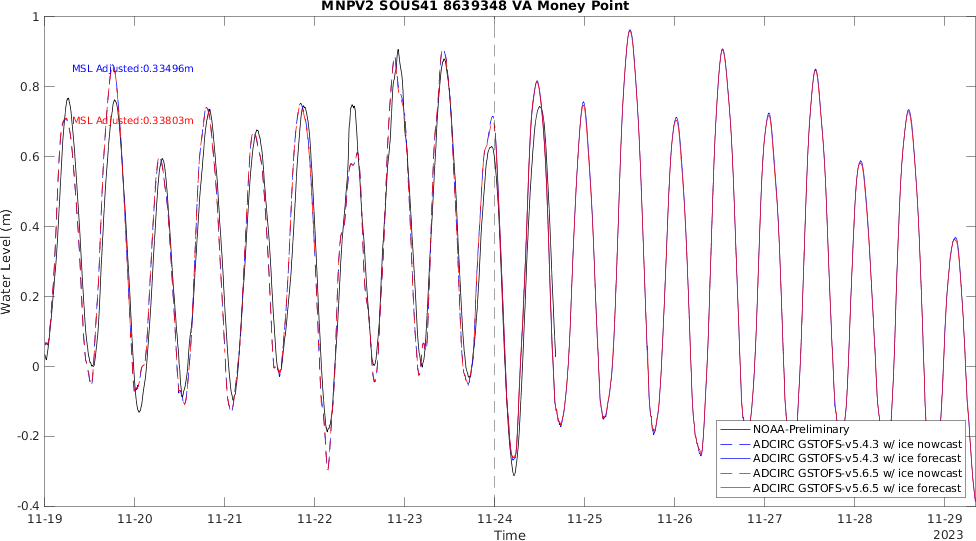 MNPV2 SOUS41 8639348 VA Money Point
1
0.8
0.6
0.4
0.2
0
-0.2
-0.4
Water Level (m)
MSL Adjusted:0.33496m
MSL Adjusted:0.33803m
NOAA-Preliminary
ADCIRC GSTOFS-v5.4.3 w/ ice nowcast
ADCIRC GSTOFS-v5.4.3 w/ ice forecast
ADCIRC GSTOFS-v5.6.5 w/ ice nowcast
ADCIRC GSTOFS-v5.6.5 w/ ice forecast
11-19 11-20 11-21 11-22 11-23 11-24 11-25 11-26 11-27 11-28 11-29
2023
Time